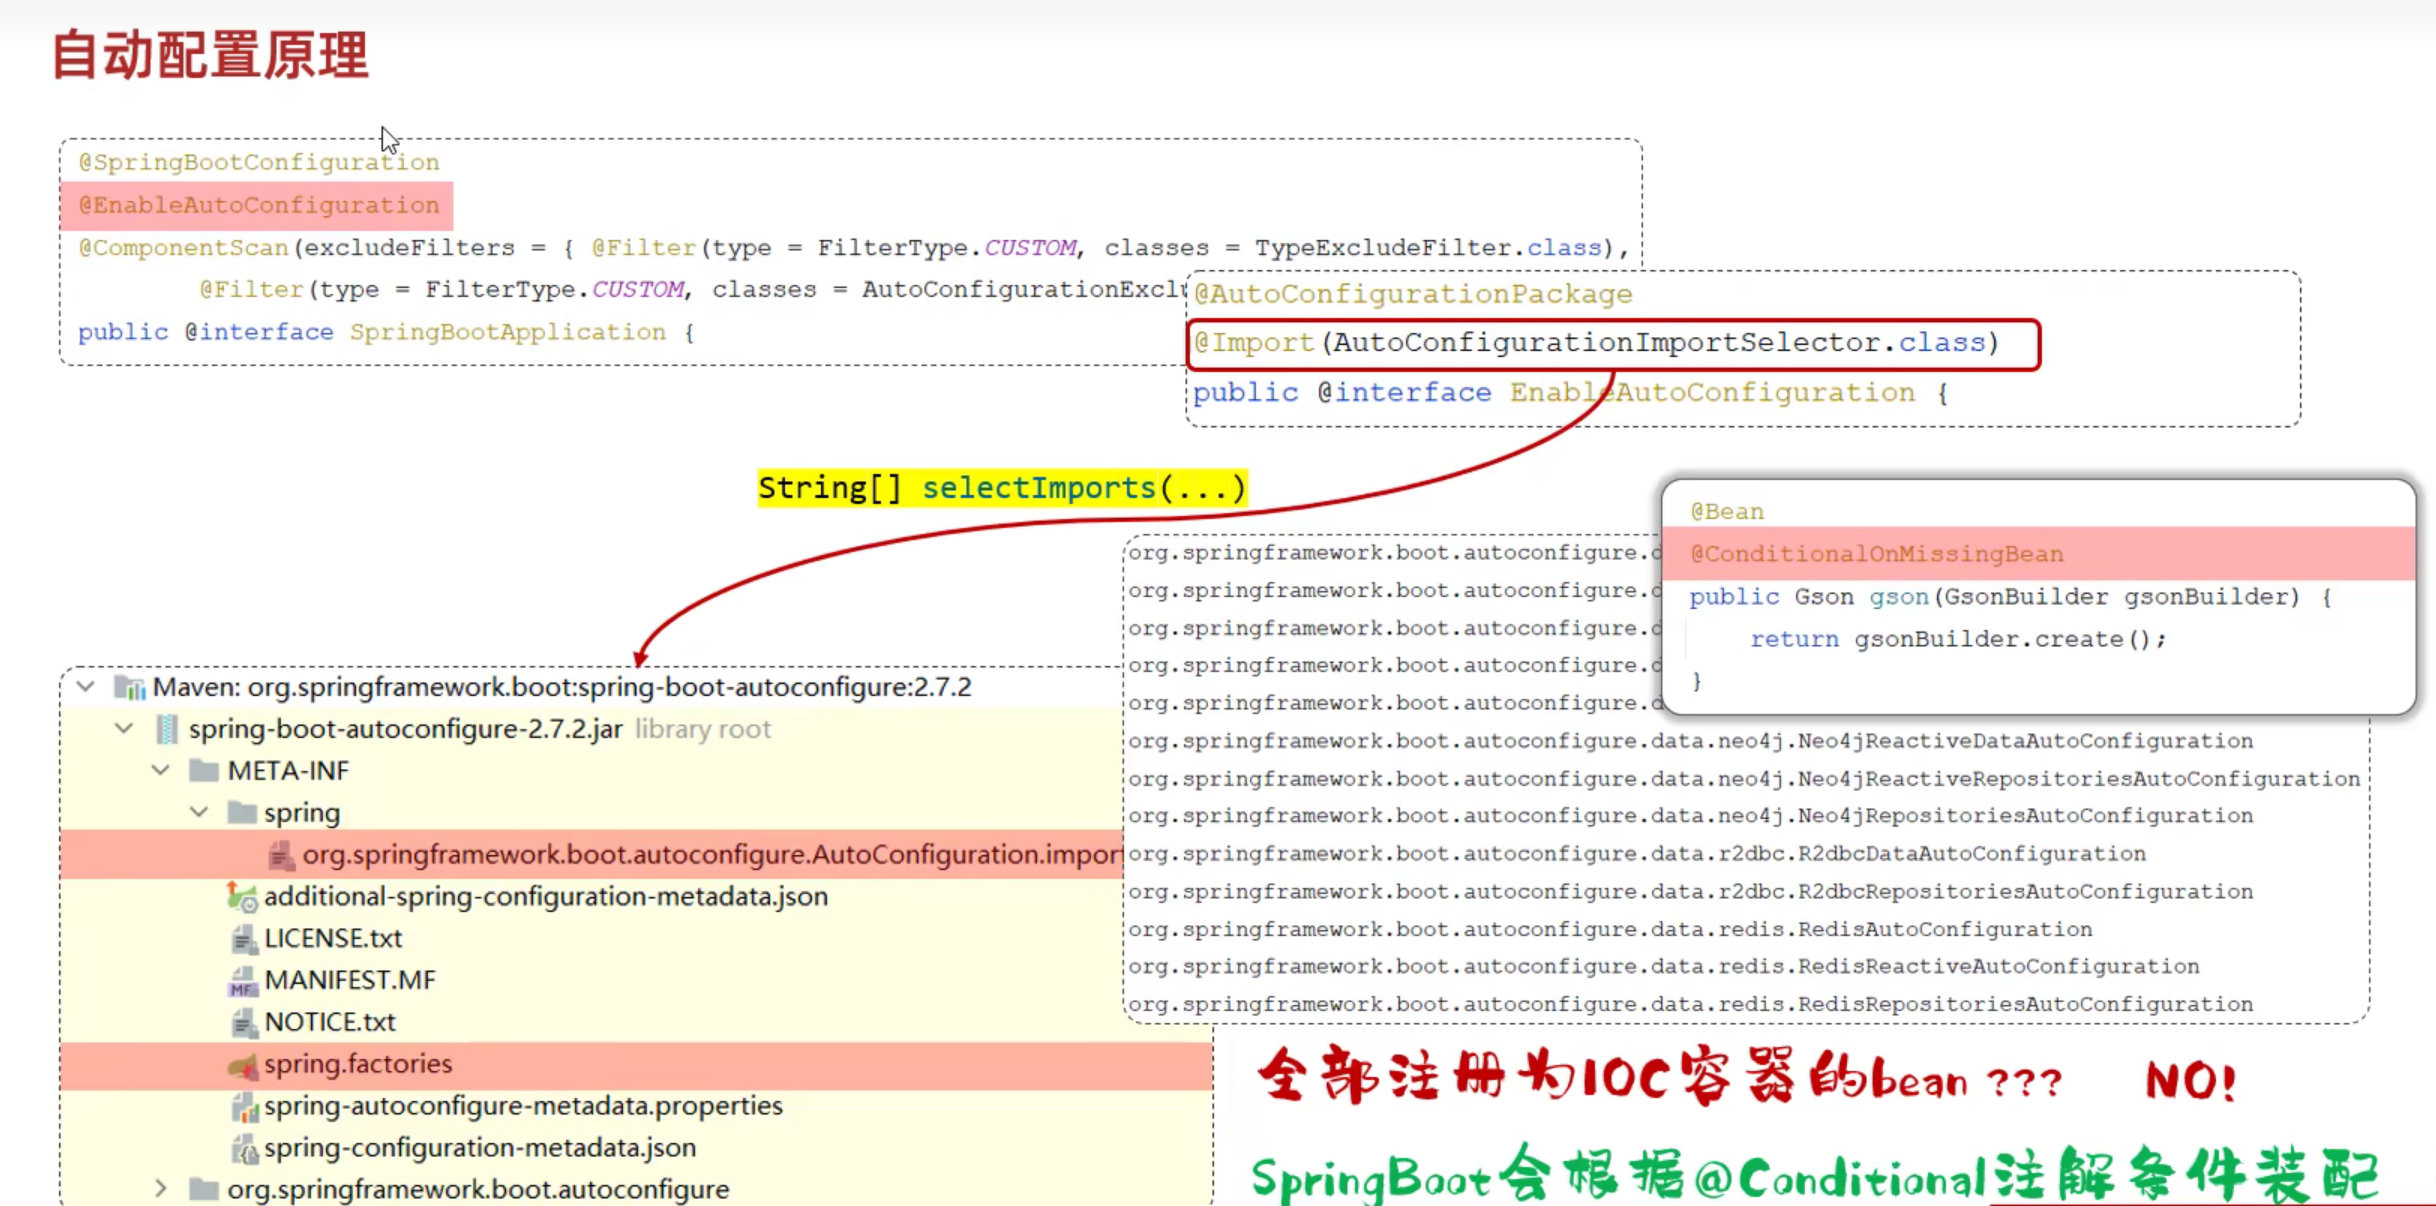 自动配置原理
@SpringBootConfiguration
@EnableAutoConfiguration
@ComponentScan(excludeFilters = { @Filter(type = FilterType.CUSTOM, classes = TypeExcludeFilter.class),
@Filter(type = FilterType.CUSTOM, classes = AutoConfigurationExcl
public @interface SpringBootApplication {
@AutoConfigurationPackage
@Import(AutoConfigurationImportSelector.class)
public @interface EnableAutoConfiguration {
String[] selectImports(...)
@Bean
@ConditionalOnMissingBean
public Gson gson(GsonBuilder gsonBuilder) {
return gsonBuilder.create();
}
Maven: org.springframework.boot:spring-boot-autoconfigure:2.7.2
spring-boot-autoconfigure-2.7.2.jar library root
META-INF
spring
org.springframework.boot.autoconfigure.AutoConfiguration.impor
additional-spring-configuration-metadata.json
LICENSE.txt
MF MANIFEST.MF
NOTICE.txt
spring.factories
spring-autoconfigure-metadata.properties
spring-configuration-metadata.json
org.springframework.boot.autoconfigure
org.springframework.boot.autoconfigure.d
org.springframework.boot.autoconfigure.d
org.springframework.boot.autoconfigure.d
org.springframework.boot.autoconfigure.d
org.springframework.boot.autoconfigure.d
org.springframework.boot.autoconfigure.data.neo4j.Neo4jReactiveDataAutoConfiguration
org.springframework.boot.autoconfigure.data.neo4j.Neo4jReactiveRepositoriesAutoConfiguration
org.springframework.boot.autoconfigure.data.neo4j.Neo4jRepositoriesAutoConfiguration
org.springframework.boot.autoconfigure.data.r2dbc.R2dbcDataAutoConfiguration
org.springframework.boot.autoconfigure.data.r2dbc.R2dbcRepositoriesAutoConfiguration
org.springframework.boot.autoconfigure.data.redis.RedisAutoConfiguration
org.springframework.boot.autoconfigure.data.redis.RedisReactiveAutoConfiguration
org.springframework.boot.autoconfigure.data.redis.RedisRepositoriesAutoConfiguration
全部注册为IOC容器的bean ??? NO!
SpringBoot会根据@Conditional注解条件装配